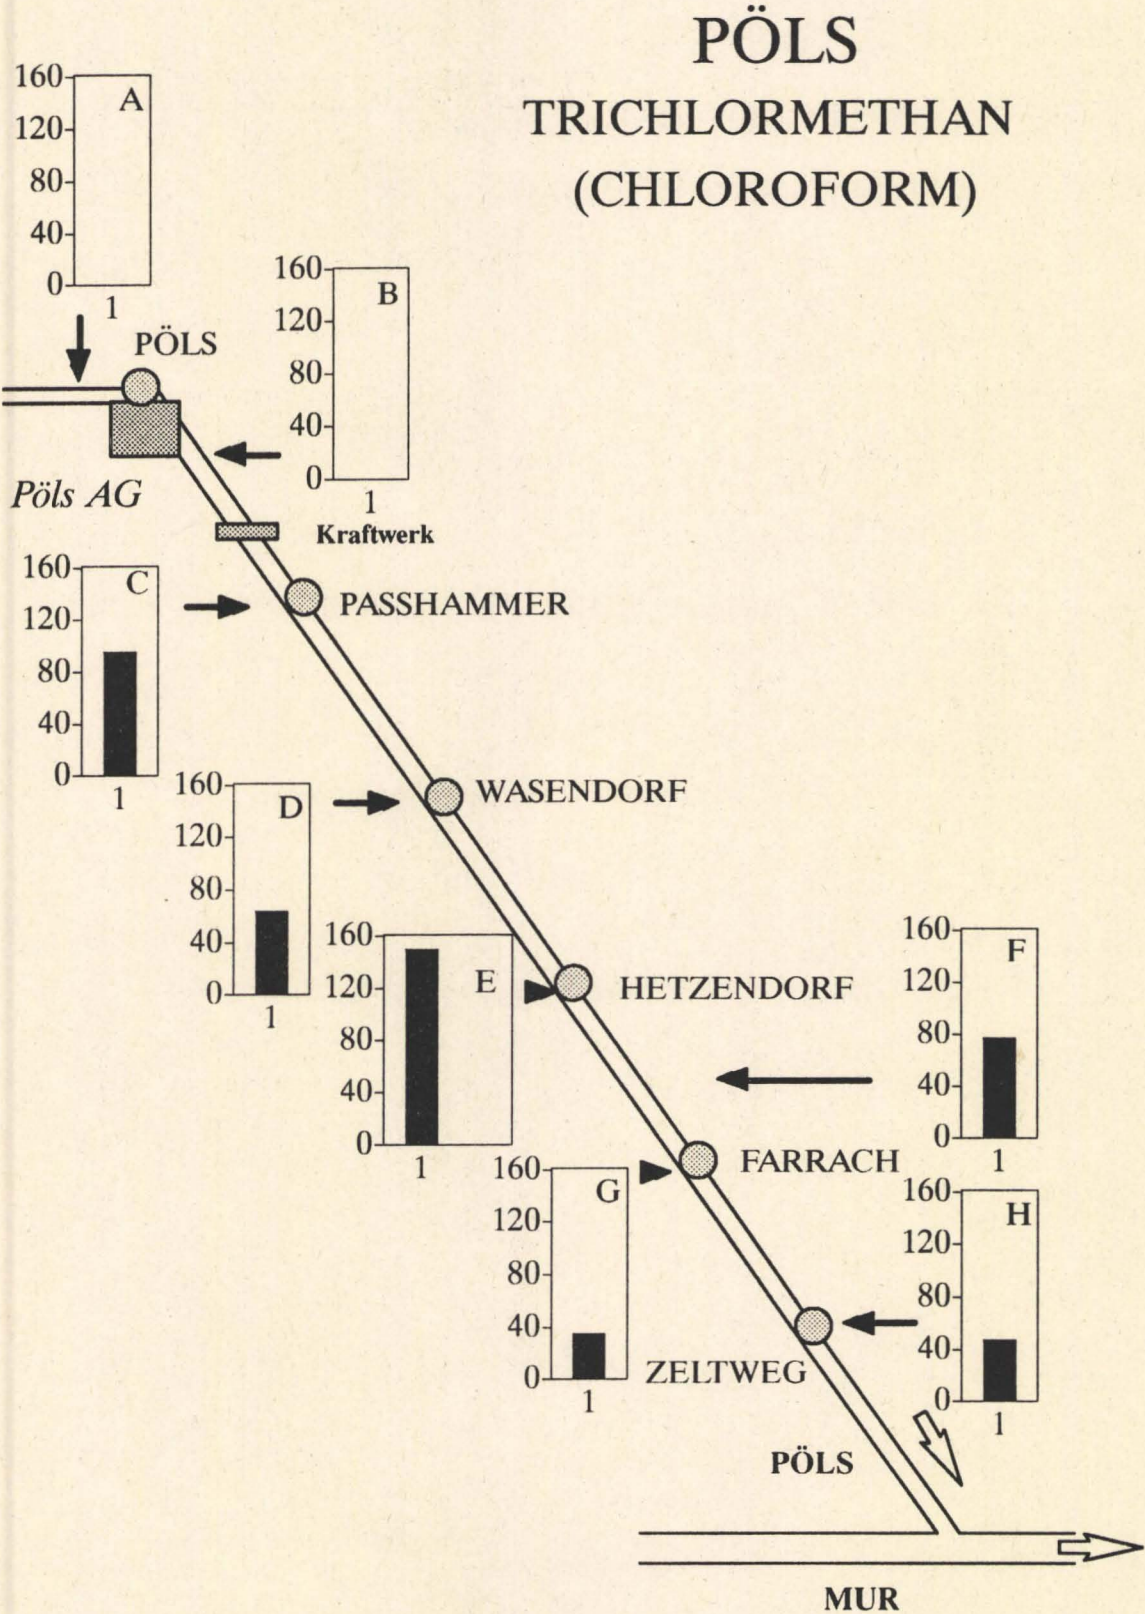 PÖLS
TRICHLORMETHAN
(CHLOROFORM)
160
120
80
40
0
A
1
PÖLS
160
120
80
40
0
B
1
Pöls AG
Kraftwerk
160
120
80
40
0
C
1
PASSHAMMER
160
120
80
40
0
D
1
WASENDORF
160
120
80
40
0
E
1
HETZENDORF
160
120
80
40
0
F
1
FARRACH
160
120
80
40
0
G
1
ZELTWEG
160
120
80
40
0
H
1
PÖLS
MUR